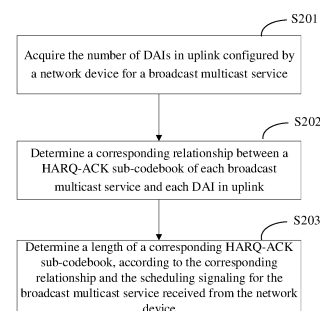 S201
Acquire the number of DAIs in uplink configured by
a network device for a broadcast multicast service
S202
Determine a corresponding relationship between a
HARQ-ACK sub-codebook of each broadcast
multicast service and each DAI in uplink
S203
Determine a length of a corresponding HARQ-ACK
sub-codebook, according to the corresponding
relationship and the scheduling signaling for the
broadcast multicast service received from the network
device